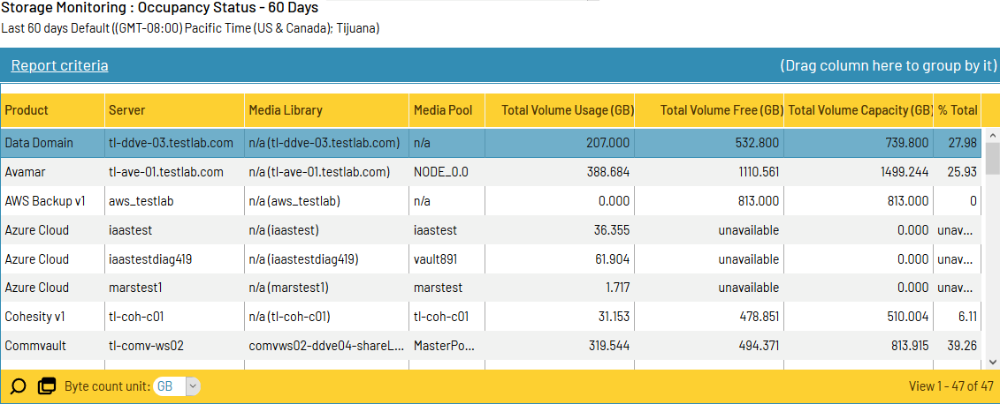 Storage Monitoring : Occupancy Status - 60 Days
Last 60 days Default ((GMT-08:00) Pacific Time (US & Canada); Tijuana)
Report criteria (Drag column here to group by it)
Product Server Media Library Media Pool Total Volume Usage (GB) Total Volume Free (GB) Total Volume Capacity (GB) % Total
Data Domain tl-ddve-03.testlab.com n/a (tl-ddve-03.testlab.com) n/a 207.000 532.800 739.800 27.98
Avamar tl-ave-01.testlab.com n/a (tl-ave-01.testlab.com) NODE_0.0 388.684 1110.561 1499.244 25.93
AWS Backup v1 aws_testlab n/a (aws_testlab) n/a 0.000 813.000 813.000 0
Azure Cloud iaastest n/a (iaastest) iaastest 36.355 unavailable 0.000 unav...
Azure Cloud iaastestdiag419 n/a (iaastestdiag419) vault891 61.904 unavailable 0.000 unav...
Azure Cloud marstest1 n/a (marstest1) marstest 1.717 unavailable 0.000 unav...
Cohesity v1 tl-coh-c01 n/a (tl-coh-c01) tl-coh-c01 31.153 478.851 510.004 6.11
Commvault tl-comv-ws02 comvws02-ddve04-shareL... MasterPo... 319.544 494.371 813.915 39.26
Byte count unit: GB View 1 - 47 of 47